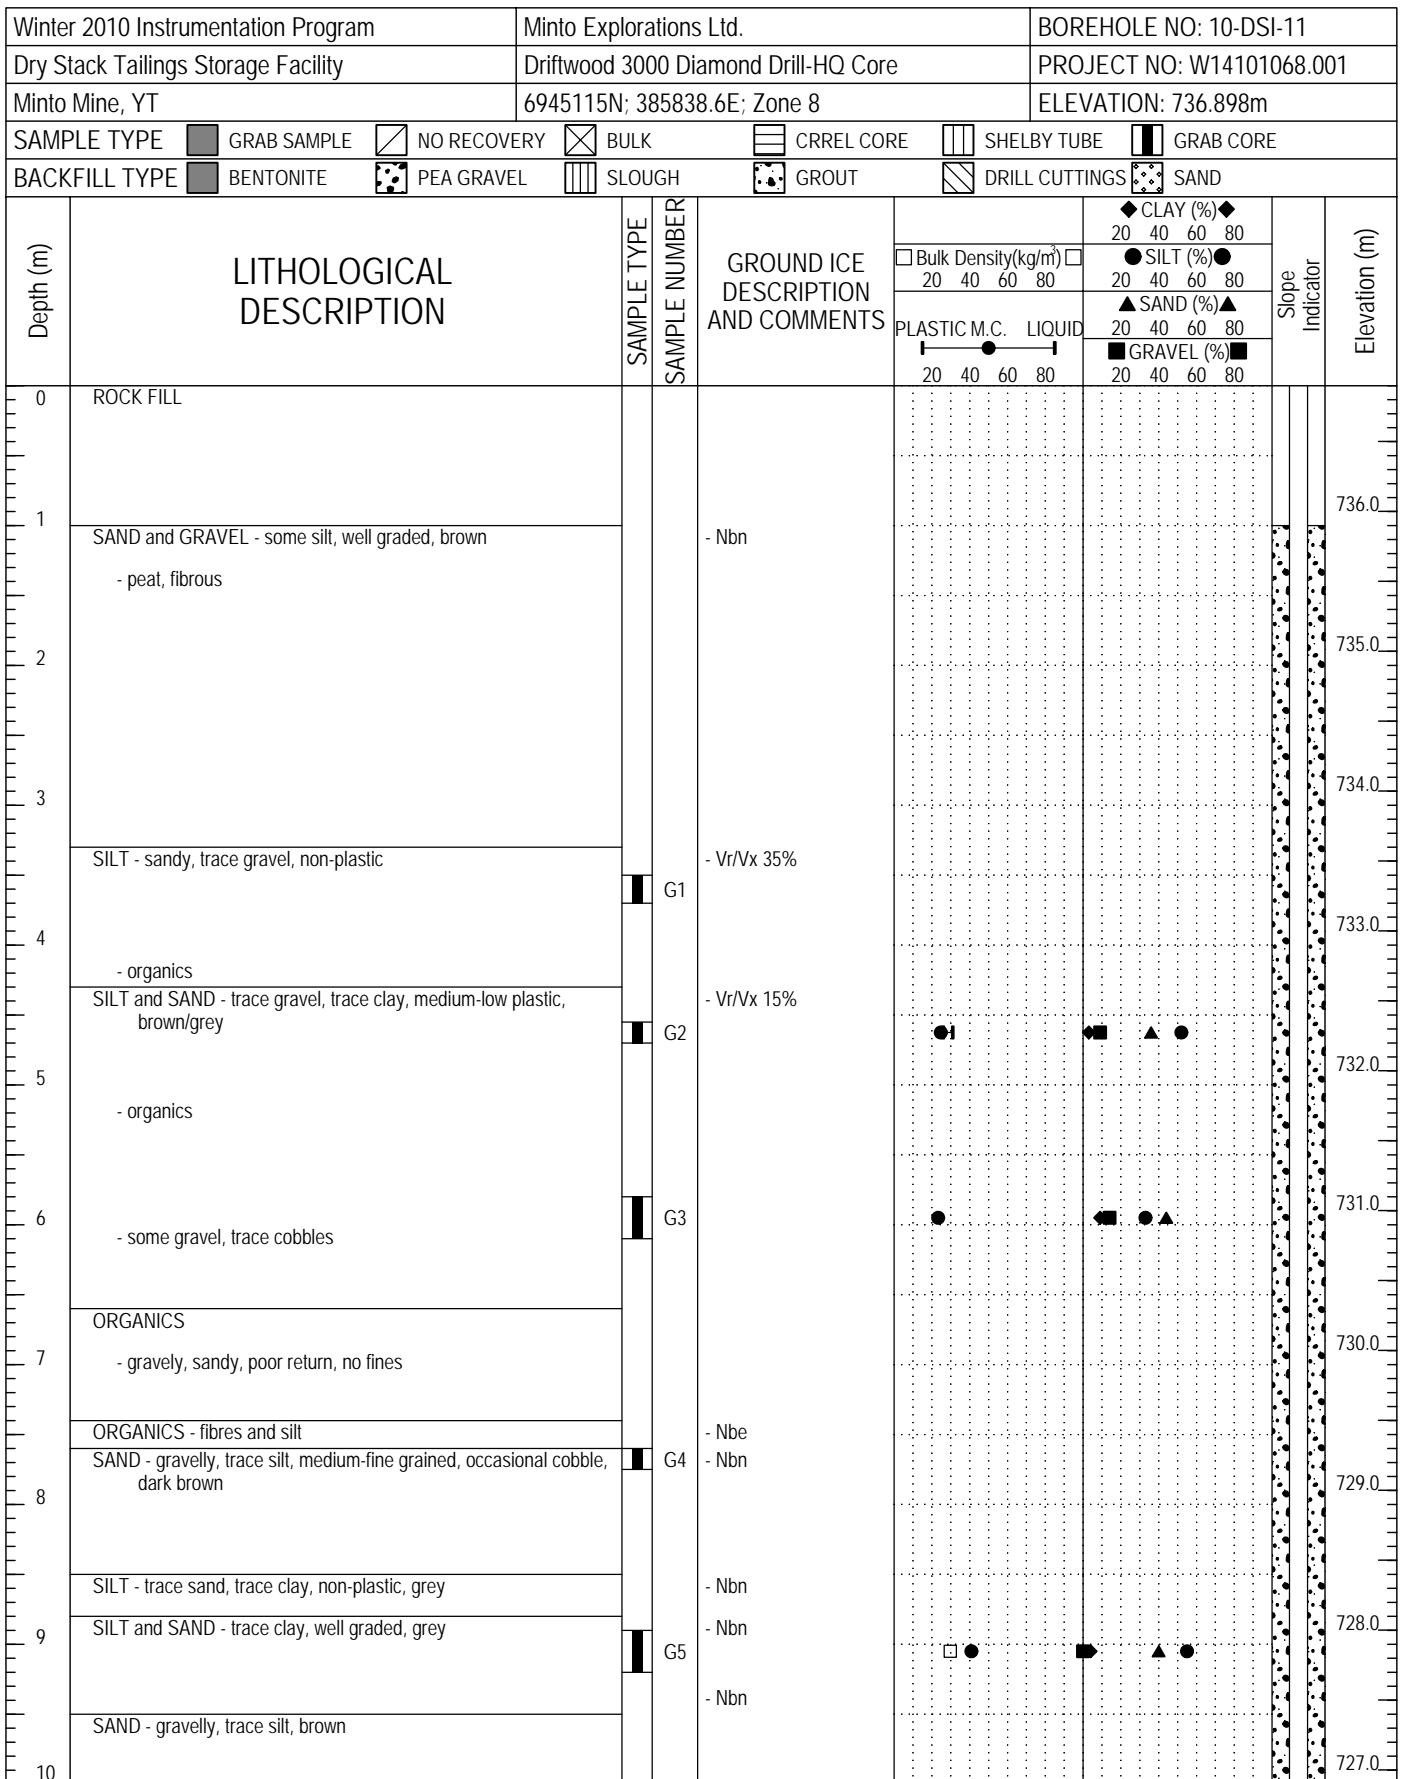 Winter 2010 Instrumentation Program
Minto Explorations Ltd.
BOREHOLE NO: 10-DSI-11
Dry Stack Tailings Storage Facility
Driftwood 3000 Diamond Drill-HQ Core
PROJECT NO: W14101068.001
Minto Mine, YT
6945115N; 385838.6E; Zone 8
ELEVATION: 736.898m
SAMPLE TYPE GRAB SAMPLE NO RECOVERY BULK CRREL CORE SHELBY TUBE GRAB CORE
BACKFILL TYPE BENTONITE PEA GRAVEL SLOUGH GROUT DRILL CUTTINGS SAND
Depth (m)
LITHOLOGICAL
DESCRIPTION
SAMPLE TYPE
SAMPLE NUMBER
GROUND ICE
DESCRIPTION
AND COMMENTS
Bulk Density(kg/m³)
20 40 60 80
PLASTIC M.C. LIQUID
20 40 60 80
CLAY (%)
20 40 60 80
SILT (%)
20 40 60 80
SAND (%)
20 40 60 80
GRAVEL (%)
20 40 60 80
Slope
Indicator
Elevation (m)
0 ROCK FILL
736.0
1
SAND and GRAVEL - some silt, well graded, brown - Nbn
- peat, fibrous
735.0
2
734.0
3
SILT - sandy, trace gravel, non-plastic - Vr/Vx 35%
G1
733.0
4
- organics
SILT and SAND - trace gravel, trace clay, medium-low plastic, - Vr/Vx 15%
brown/grey
G2
732.0
5
- organics
731.0
6
G3
- some gravel, trace cobbles
ORGANICS
730.0
7 - gravely, sandy, poor return, no fines
ORGANICS - fibres and silt - Nbe
SAND - gravelly, trace silt, medium-fine grained, occasional cobble, G4 - Nbn
dark brown
729.0
8
SILT - trace sand, trace clay, non-plastic, grey - Nbn
SILT and SAND - trace clay, well graded, grey - Nbn
728.0
9
G5
- Nbn
SAND - gravelly, trace silt, brown
727.0
10